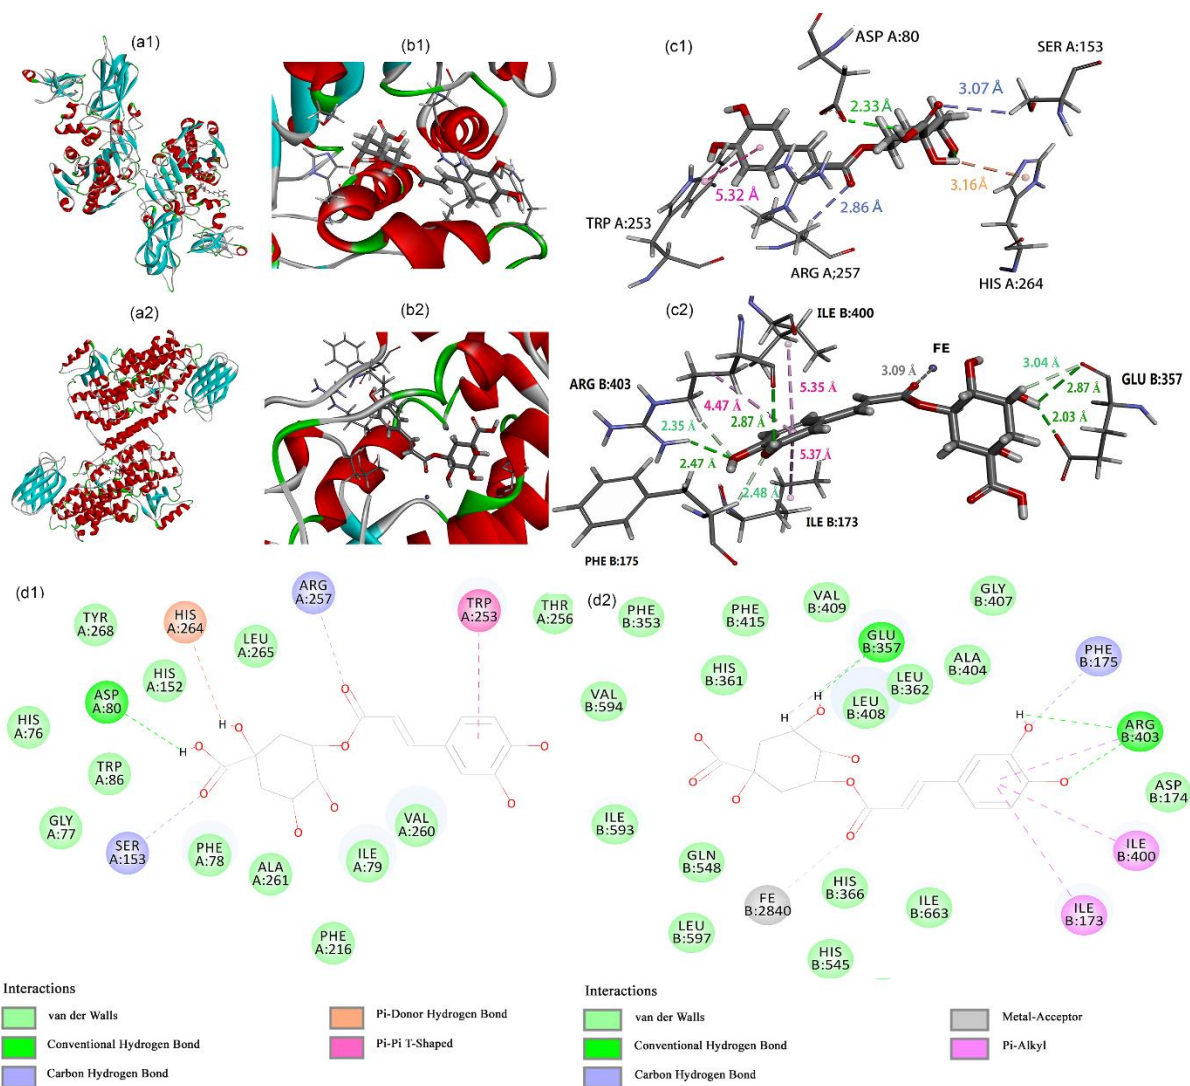 (a1)
(b1)
(c1)
ASP A:80
SER A:153
3.07 Å
2.33 Å
5.32 Å
3.16 Å
2.86 Å
TRP A:253
ARG A;257
HIS A:264
(a2)
(b2)
(c2)
ILE B:400
FE
3.09 Å
3.04 Å
GLU B:357
2.87 Å
ARG B:403
5.35 Å
4.47 Å
2.03 Å
2.35 Å
2.87 Å
5.37 Å
2.47 Å
2.48 Å
ILE B:173
PHE B:175
(d1)
ARG
A:257
TRP
A:253
THR
A:256
TYR
A:268
HIS
A:264
LEU
A:265
HIS
A:152
ASP
A:80
HIS
A:76
TRP
A:86
GLY
A:77
SER
A:153
PHE
A:78
ALA
A:261
ILE
A:79
VAL
A:260
PHE
A:216
H
O
H
O
O
O
O
O
O
O
O
(d2)
PHE
B:353
PHE
B:415
VAL
B:409
GLY
B:407
GLU
B:357
PHE
B:175
HIS
B:361
LEU
B:362
ALA
B:404
VAL
B:594
LEU
B:408
ARG
B:403
ASP
B:174
ILE
B:593
GLN
B:548
ILE
B:400
HIS
B:366
ILE
B:663
FE
B:2840
ILE
B:173
LEU
B:597
HIS
B:545
H
H
O
O
O
O
O
O
O
H
O
O
Interactions
van der Walls
Conventional Hydrogen Bond
Carbon Hydrogen Bond
Pi-Donor Hydrogen Bond
Pi-Pi T-Shaped
Interactions
van der Walls
Conventional Hydrogen Bond
Carbon Hydrogen Bond
Metal-Acceptor
Pi-Alkyl